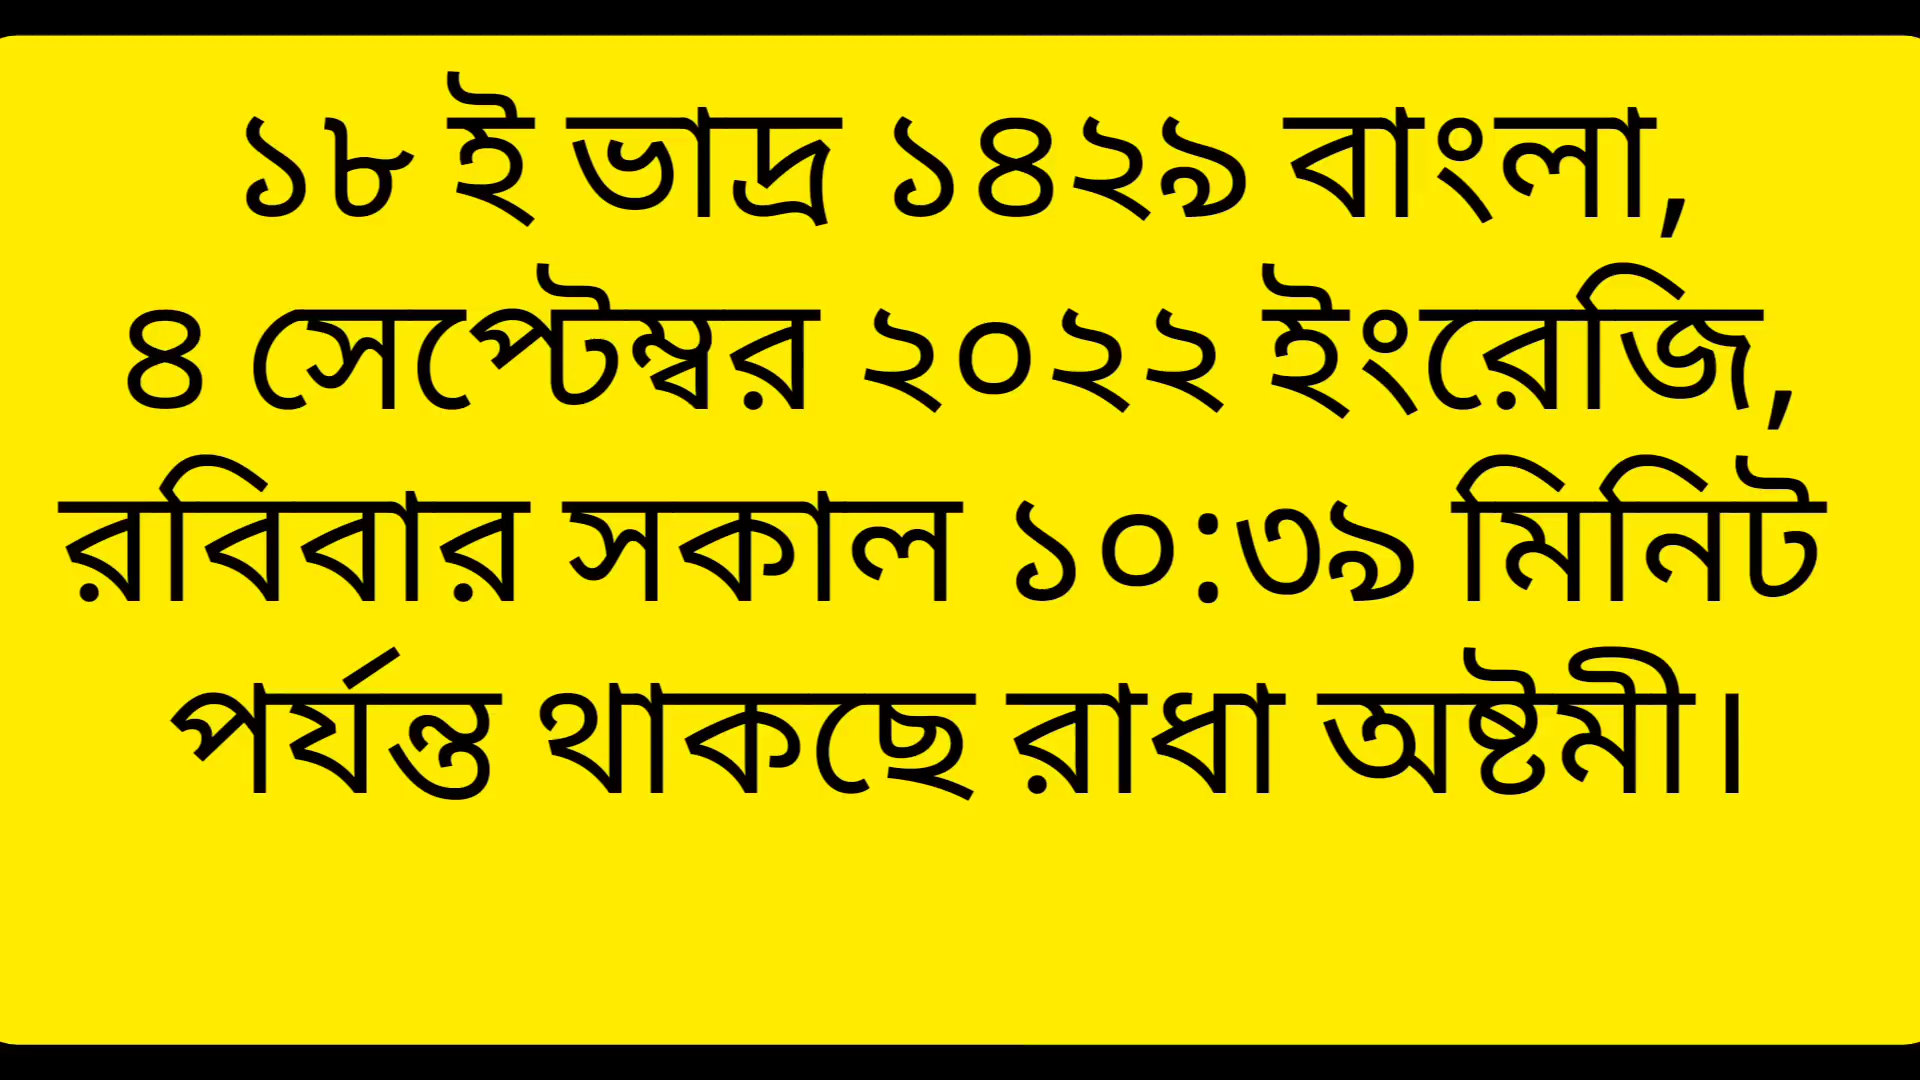 ১৮ ই ভাদ্র ১৪২৯ বাংলা,
৪ সেপ্টেম্বর ২০২২ ইংরেজি,
রবিবার সকাল ১০:৩৯ মিনিট
পর্যন্ত থাকছে রাধা অষ্টমী।